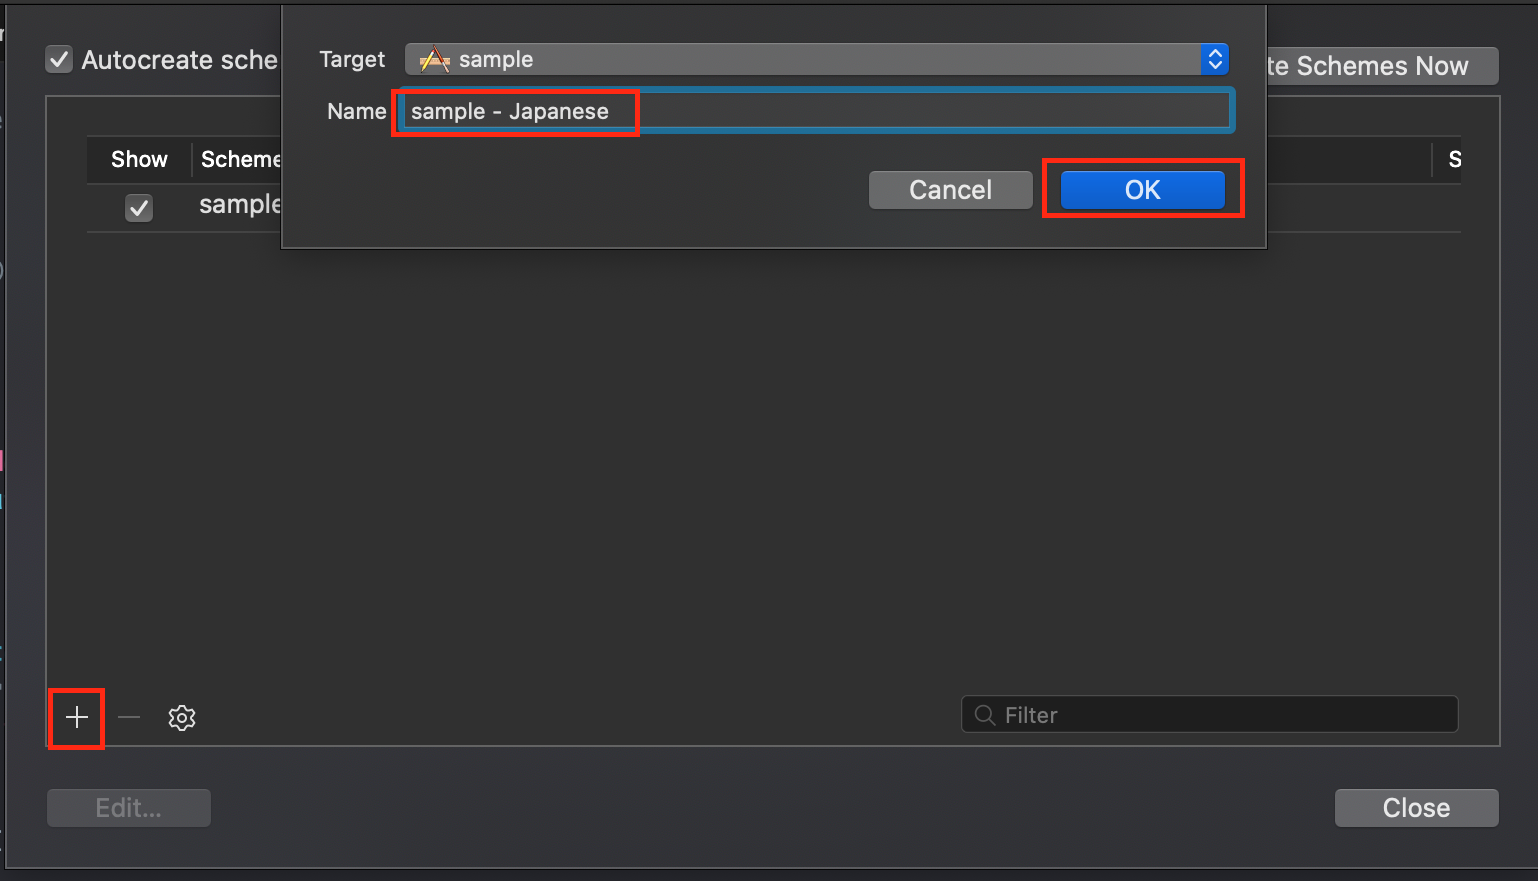 Target sample
Autocreate sche
te Schemes Now
Name sample - Japanese
Show Scheme S
Cancel OK
sample
Filter
Edit...
Close